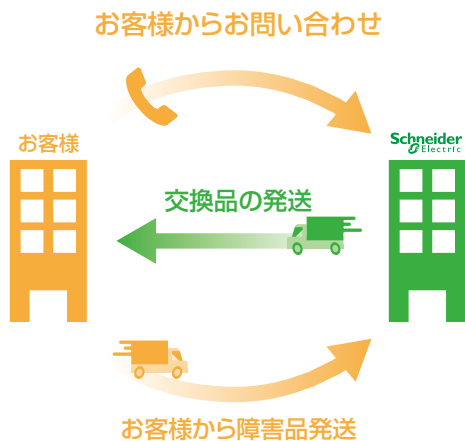 お客様からお問い合わせ
お客様
Schneider
Electric
交換品の発送
お客様から障害品発送